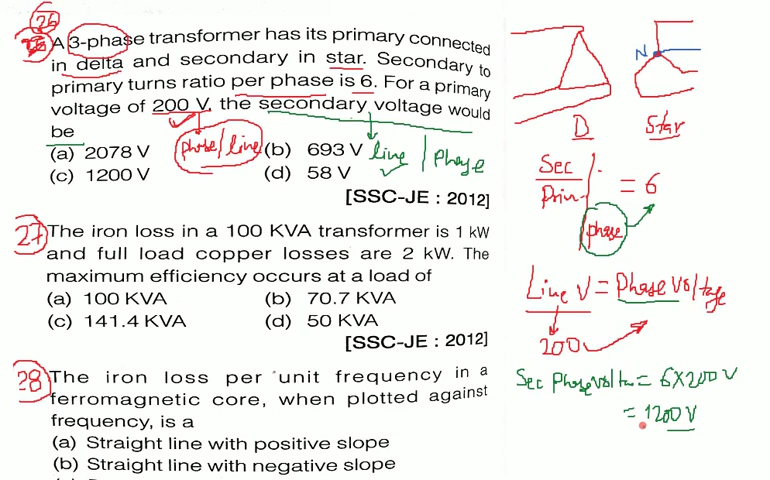 26
A 3-phase transformer has its primary connected
in delta and secondary in star. Secondary to
primary turns ratio per phase is 6. For a primary
voltage of 200 V, the secondary voltage would
be
phase/line
line / phase
(a) 2078 V (b) 693 V
(c) 1200 V (d) 58 V
[SSC-JE : 2012]
27 The iron loss in a 100 KVA transformer is 1 kW
and full load copper losses are 2 kW. The
maximum efficiency occurs at a load of
(a) 100 KVA (b) 70.7 KVA
(c) 141.4 KVA (d) 50 KVA
[SSC-JE : 2012]
28 The iron loss per unit frequency in a
ferromagnetic core, when plotted against
frequency, is a
(a) Straight line with positive slope
(b) Straight line with negative slope
N
D Star
Sec
Prim = 6
phase
Line V = Phase Voltage
200
Sec Phase Volta = 6 X 200 V
= 1200 V